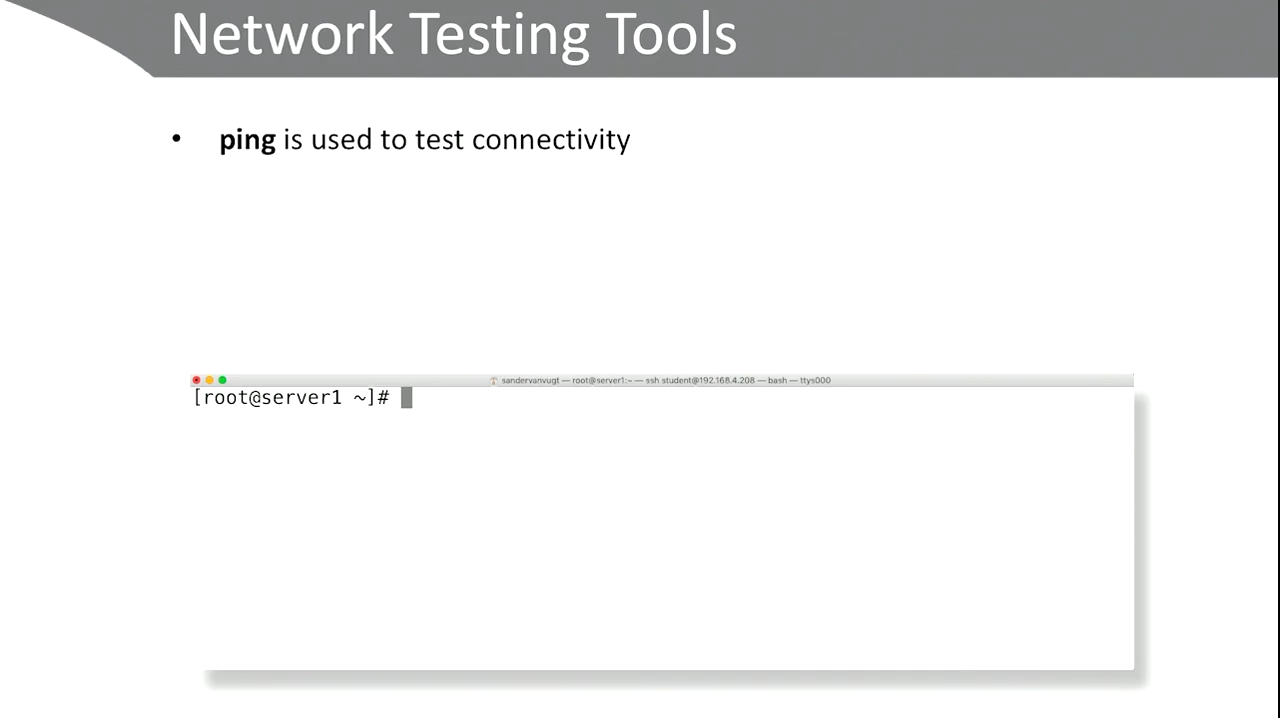 Network Testing Tools
• ping is used to test connectivity
sandervanvugt — root@server1:~ — ssh student@192.168.4.208 — bash — ttys000
[root@server1 ~]#